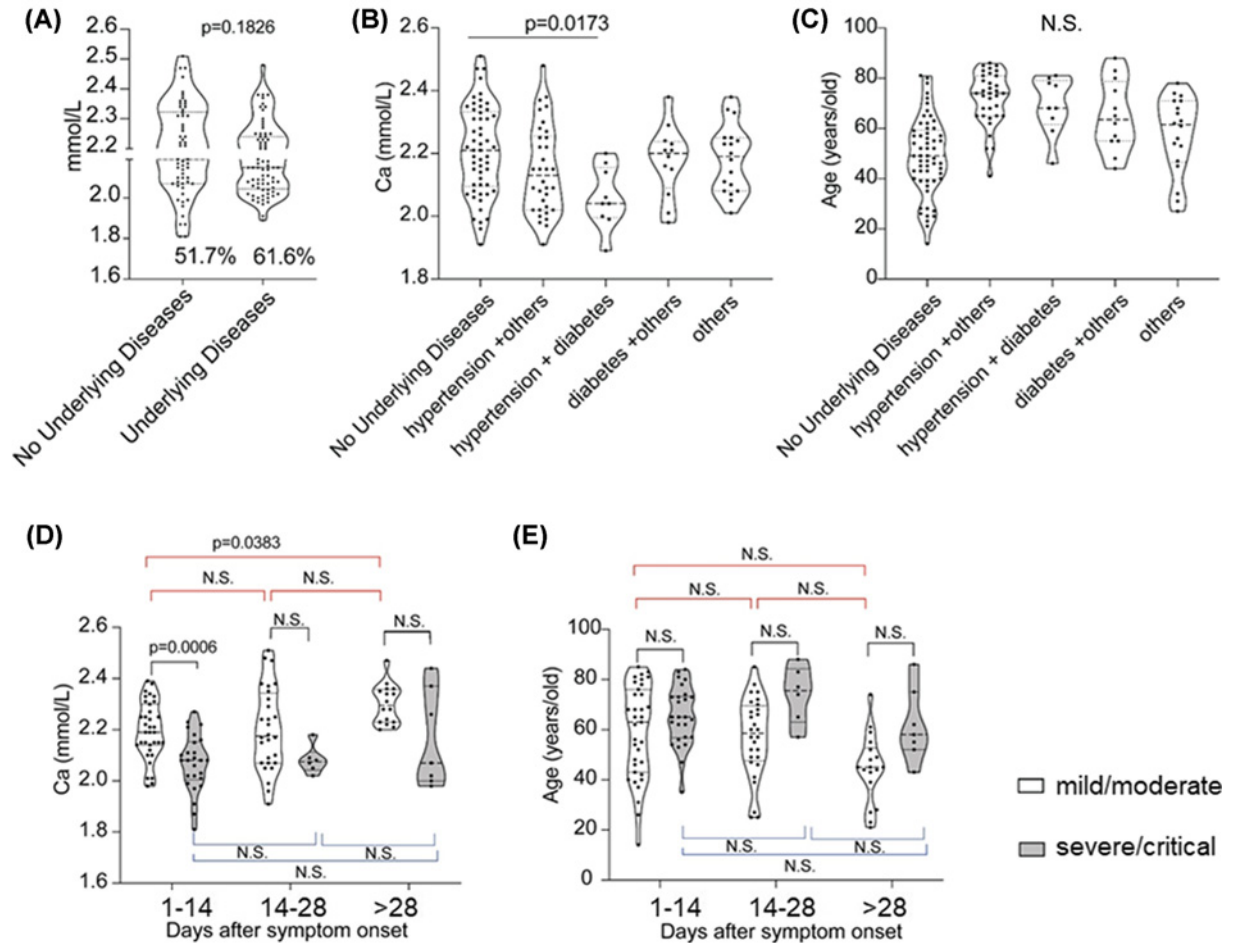 (A)
p=0.1826
mmol/L
2.6
2.5
2.4
2.3
2.2
2.0
1.8
1.6
51.7%
61.6%
No Underlying Diseases
Underlying Diseases
(B)
p=0.0173
Ca (mmol/L)
2.6
2.4
2.2
2.0
1.8
No Underlying Diseases
hypertension +others
hypertension + diabetes
diabetes +others
others
(C)
N.S.
Age (years/old)
100
80
60
40
20
0
No Underlying Diseases
hypertension +others
hypertension + diabetes
diabetes +others
others
(D)
p=0.0383
N.S.
N.S.
p=0.0006
N.S.
N.S.
Ca (mmol/L)
2.6
2.4
2.2
2.0
1.8
1.6
N.S.
N.S.
N.S.
1-14
14-28
>28
Days after symptom onset
(E)
N.S.
N.S.
N.S.
N.S.
N.S.
N.S.
Age (years/old)
100
80
60
40
20
0
N.S.
N.S.
N.S.
1-14
14-28
>28
Days after symptom onset
mild/moderate
severe/critical